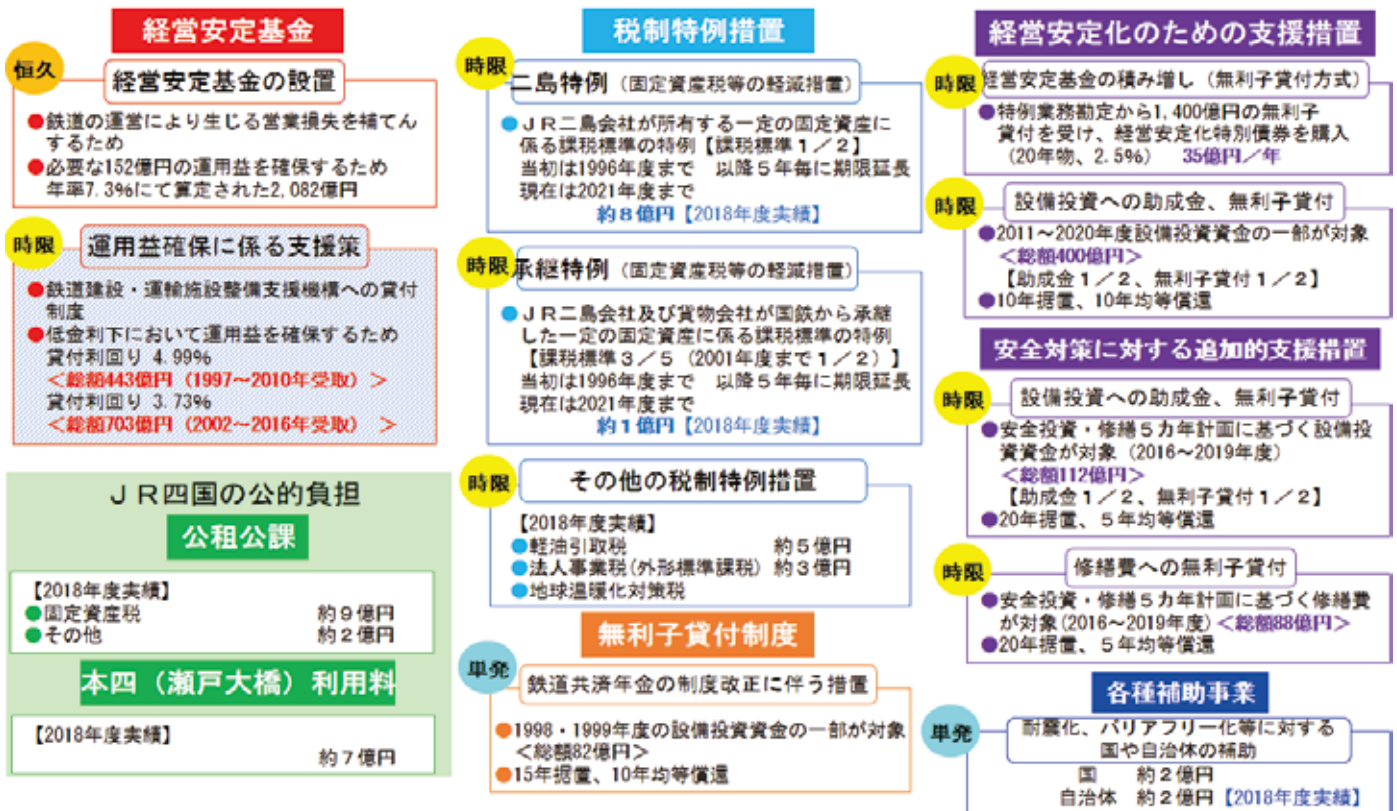 経営安定基金
恒久
経営安定基金の設置
●鉄道の運営により生じる営業損失を補てん
するため
●必要な152億円の運用益を確保するため
年率7.3%にて算定された2,082億円
時限
運用益確保に係る支援策
●鉄道建設・運輸施設整備支援機構への貸付
制度
●低金利下において運用益を確保するため
貸付利回り 4.99%
＜総額443億円（1997～2010年受取）＞
貸付利回り 3.73%
＜総額703億円（2002～2016年受取）　＞
ＪＲ四国の公的負担
公租公課
【2018年度実績】
●固定資産税　約９億円
●その他　約２億円
本四（瀬戸大橋）利用料
【2018年度実績】
約７億円
税制特例措置
時限
二島特例（固定資産税等の軽減措置）
●ＪＲ二島会社が所有する一定の固定資産に
係る課税標準の特例【課税標準１／２】
当初は1996年度まで　以降５年毎に期限延長
現在は2021年度まで
約８億円【2018年度実績】
時限
承継特例（固定資産税等の軽減措置）
●ＪＲ二島会社及び貨物会社が国鉄から承継
した一定の固定資産に係る課税標準の特例
【課税標準３／５（2001年度まで１／２）】
当初は1996年度まで　以降５年毎に期限延長
現在は2021年度まで
約１億円【2018年度実績】
時限
その他の税制特例措置
【2018年度実績】
●軽油引取税　約５億円
●法人事業税(外形標準課税)　約３億円
●地球温暖化対策税
無利子貸付制度
単発
鉄道共済年金の制度改正に伴う措置
●1998・1999年度の設備投資資金の一部が対象
＜総額82億円＞
●15年据置、10年均等償還
経営安定化のための支援措置
時限
経営安定基金の積み増し（無利子貸付方式）
●特例業務勘定から1,400億円の無利子
貸付を受け、経営安定化特別債券を購入
（20年物、2.5%）　35億円／年
時限
設備投資への助成金、無利子貸付
●2011～2020年度設備投資資金の一部が対象
＜総額400億円＞
【助成金１／２、無利子貸付１／２】
●10年据置、10年均等償還
安全対策に対する追加的支援措置
時限
設備投資への助成金、無利子貸付
●安全投資・修繕５カ年計画に基づく設備投
資資金が対象（2016～2019年度）
＜総額112億円＞
【助成金１／２、無利子貸付１／２】
●20年据置、５年均等償還
時限
修繕費への無利子貸付
●安全投資・修繕５カ年計画に基づく修繕費
が対象(2016～2019年度)＜総額88億円＞
●20年据置、５年均等償還
各種補助事業
単発
耐震化、バリアフリー化等に対する
国や自治体の補助
国　約２億円
自治体　約２億円【2018年度実績】